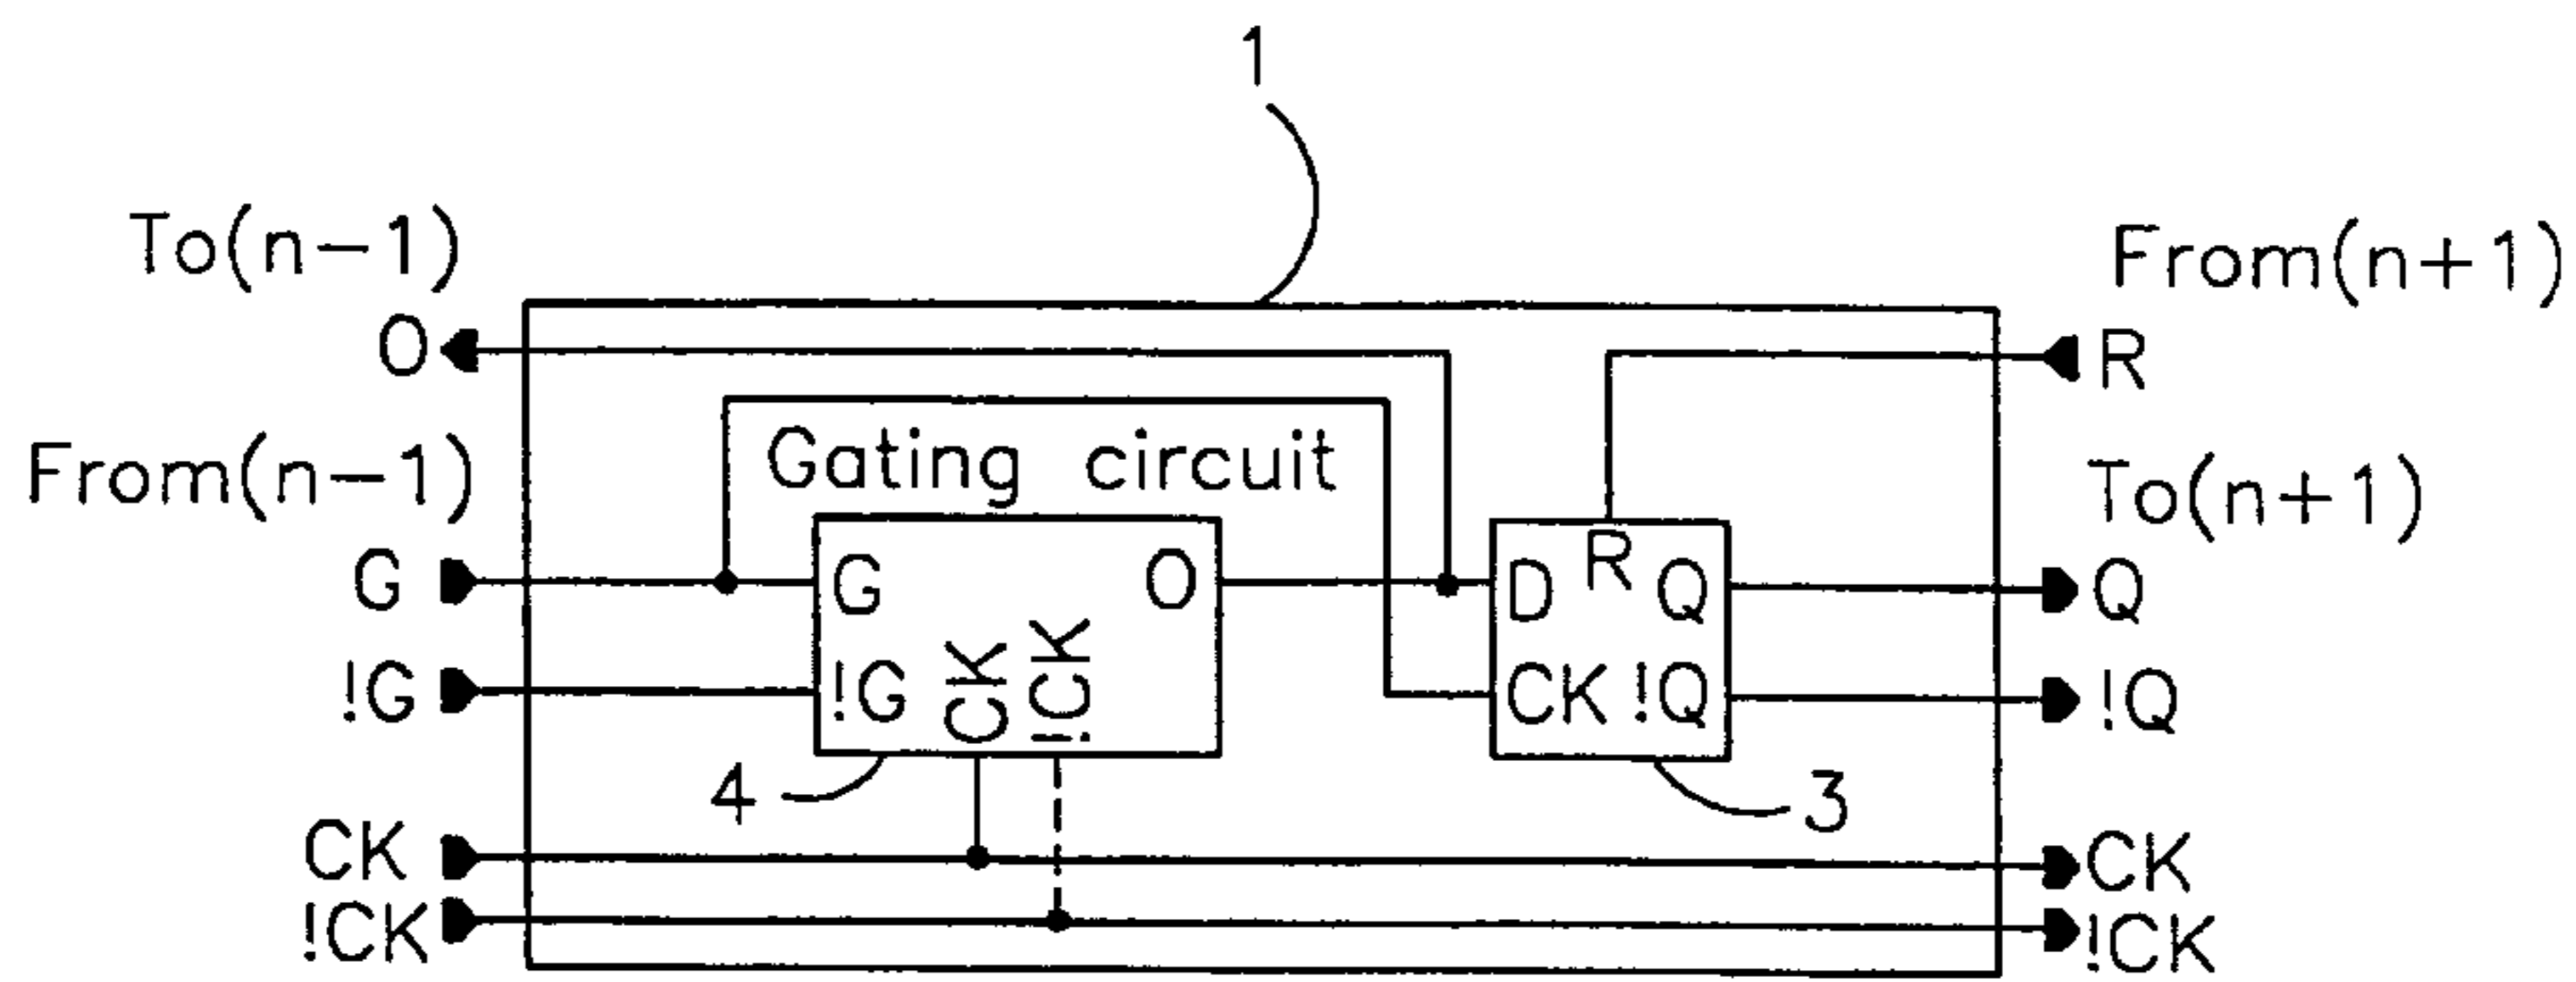 1
To(n-1)
From(n+1)
O
R
From(n-1)
Gating circuit
To(n+1)
G
G
O
D
R
Q
Q
!G
!G
CK
!CK
CK
!Q
!Q
4
3
CK
CK
!CK
!CK